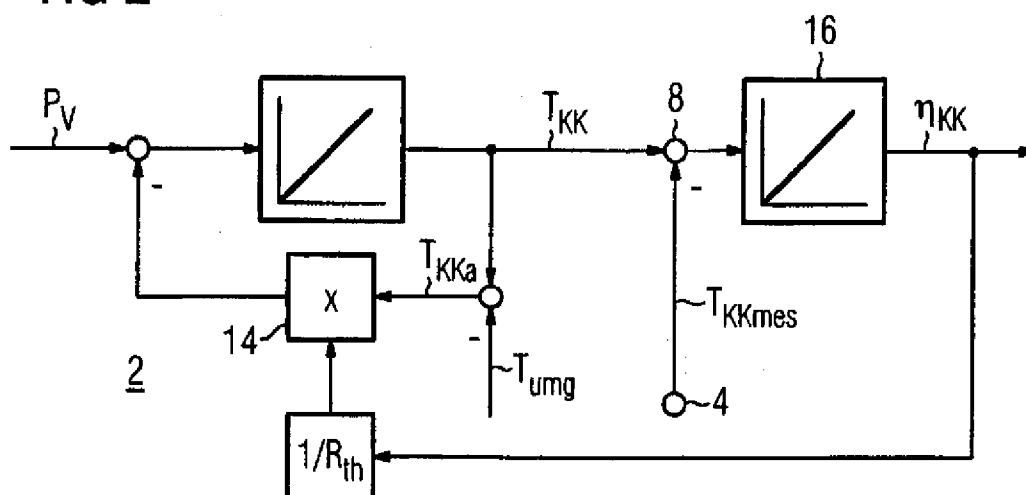 16
P_V
T_KK
8
η_KK
-
-
T_KKa
x
14
-
T_KKmes
2
T_umg
4
1/R_th